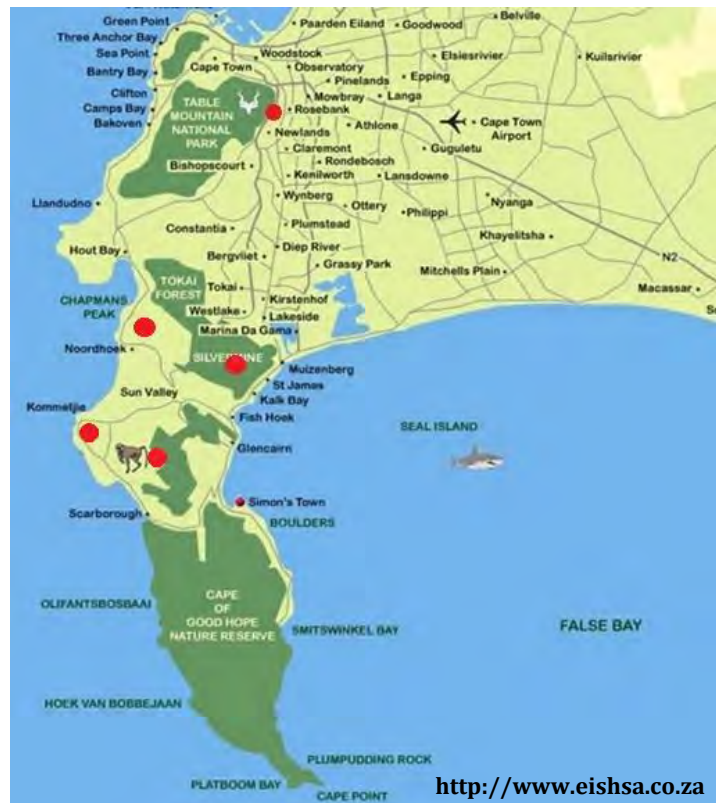 Belville
Green Point
Paarden Eiland
Goodwood
Three Anchor Bay
Sea Point
Woodstock
Elsiesrivier
Kuilsrivier
Cape Town
Observatory
Bantry Bay
Epping
Pinelands
Clifton
Mowbray
Langa
Camps Bay
TABLE
MOUNTAIN
NATIONAL
PARK
Rosebank
Bakoven
Athlone
Cape Town
Airport
Newlands
Claremont
Guguletu
Rondebosch
Bishopscourt
Kenilworth
Lansdowne
Wynberg
Nyanga
Llandudno
Ottery
Philippi
Constantia
Plumstead
Khayelitsha
Hout Bay
Diep River
Bergvliet
Grassy Park
N2
Mitchells Plain
TOKAI
FOREST
Tokai
Macassar
CHAPMANS
PEAK
Kirstenhof
Westlake
Lakeside
Marina Da Gama
Noordhoek
Muizenberg
St James
Sun Valley
Kalk Bay
Kommeljie
Fish Hoek
SEAL ISLAND
Glencairn
Simon's Town
Scarborough
BOULDERS
CAPE
OF
GOOD HOPE
NATURE RESERVE
OLIFANTSBOSBAAI
SMITSWINKEL BAY
FALSE BAY
HOEK VAN BOBBEJAAN
PLUMPUDDING ROCK
PLATBOOM BAY
CAPE POINT
http://www.eishsa.co.za